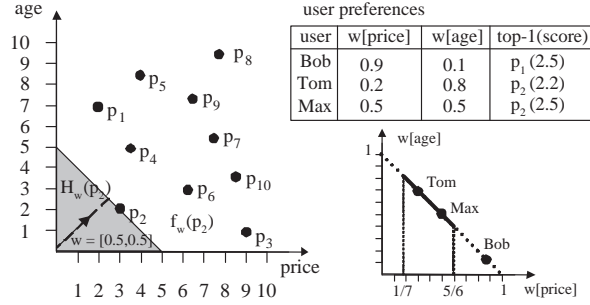 age
10
9
8
7
6
5
4
3
2
1
p8
p5
p9
p1
p7
p4
p10
p6
Hw(p2)
p2
fw(p2)
w = [0.5,0.5]
p3
price
1 2 3 4 5 6 7 8 9 10
user preferences
user w[price] w[age] top-1(score)
Bob 0.9 0.1 p1 (2.5)
Tom 0.2 0.8 p2 (2.2)
Max 0.5 0.5 p2 (2.5)
w[age]
1
Tom
Max
Bob
1/7 5/6 1
w[price]